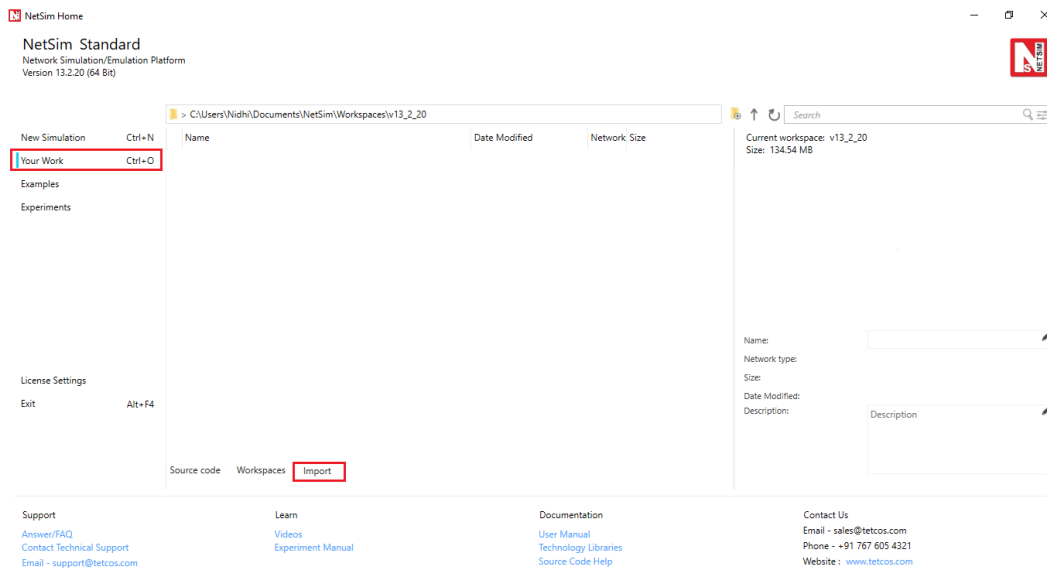 NetSim Home
NetSim Standard
Network Simulation/Emulation Platform
Version 13.2.20 (64 Bit)
NETSIM
> C:\Users\Nidhi\Documents\NetSim\Workspaces\v13_2_20
Search
New Simulation Ctrl+N
Your Work Ctrl+O
Examples
Experiments
License Settings
Exit Alt+F4
Name Date Modified Network Size
Source code Workspaces Import
Current workspace: v13_2_20
Size: 134.54 MB
Name:
Network type:
Size:
Date Modified:
Description: Description
Support
Answer/FAQ
Contact Technical Support
Email - support@tetcos.com
Learn
Videos
Experiment Manual
Documentation
User Manual
Technology Libraries
Source Code Help
Contact Us
Email - sales@tetcos.com
Phone - +91 767 605 4321
Website : www.tetcos.com